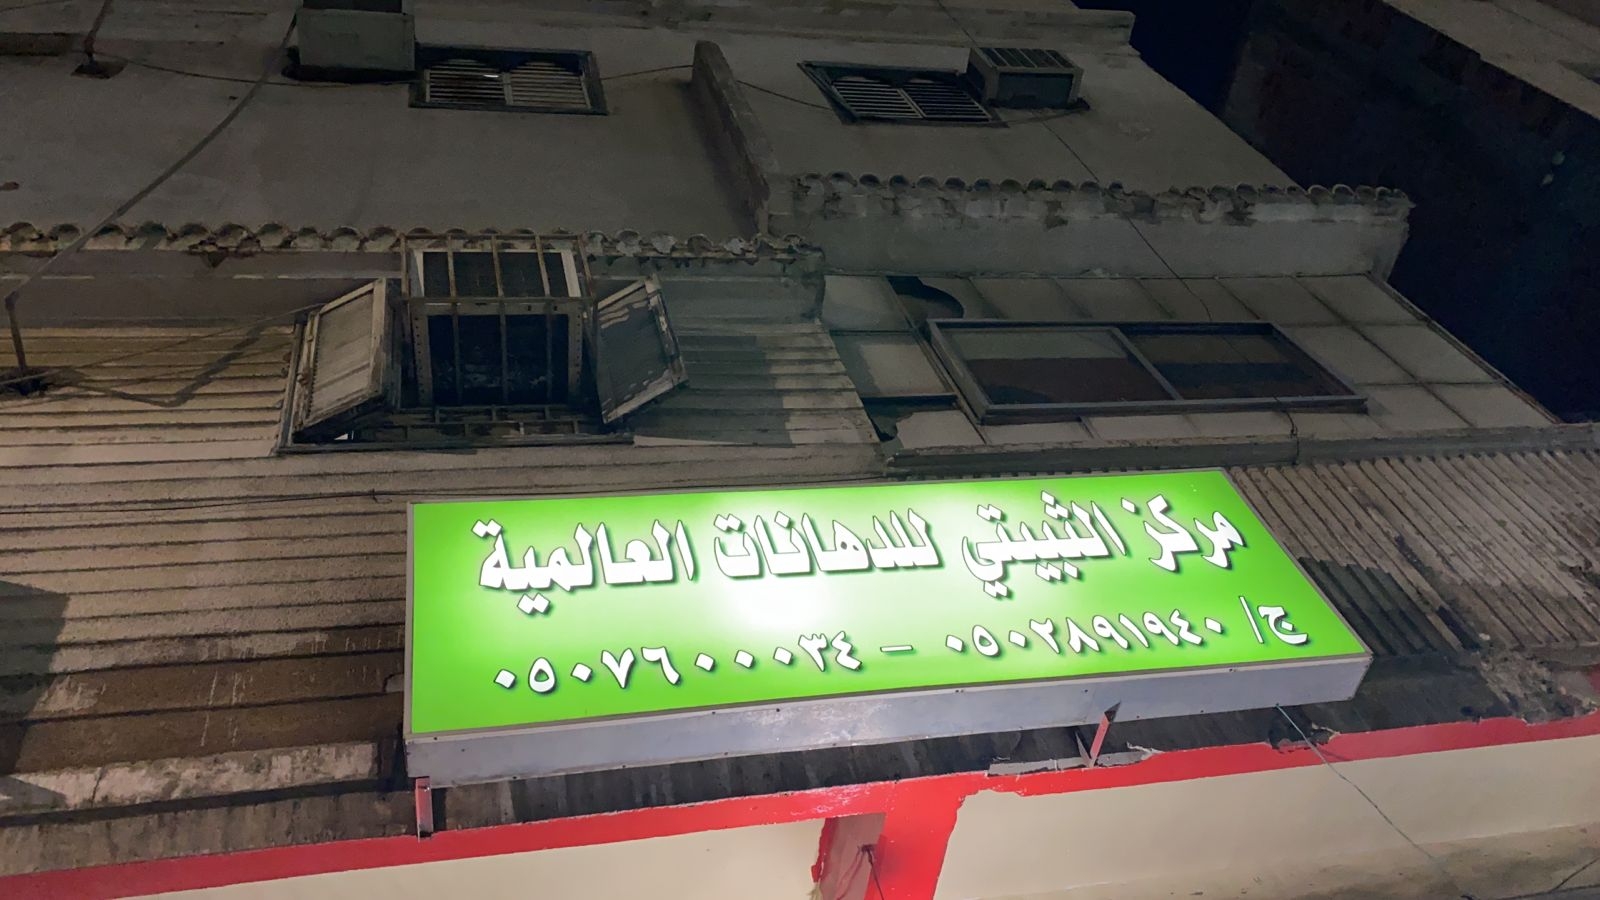 مركز الثبيتي للدهانات العالمية
ج/ ٠٥٠٢٨٩١٩٤٠ - ٠٥٠٧٦٠٠٠٣٤